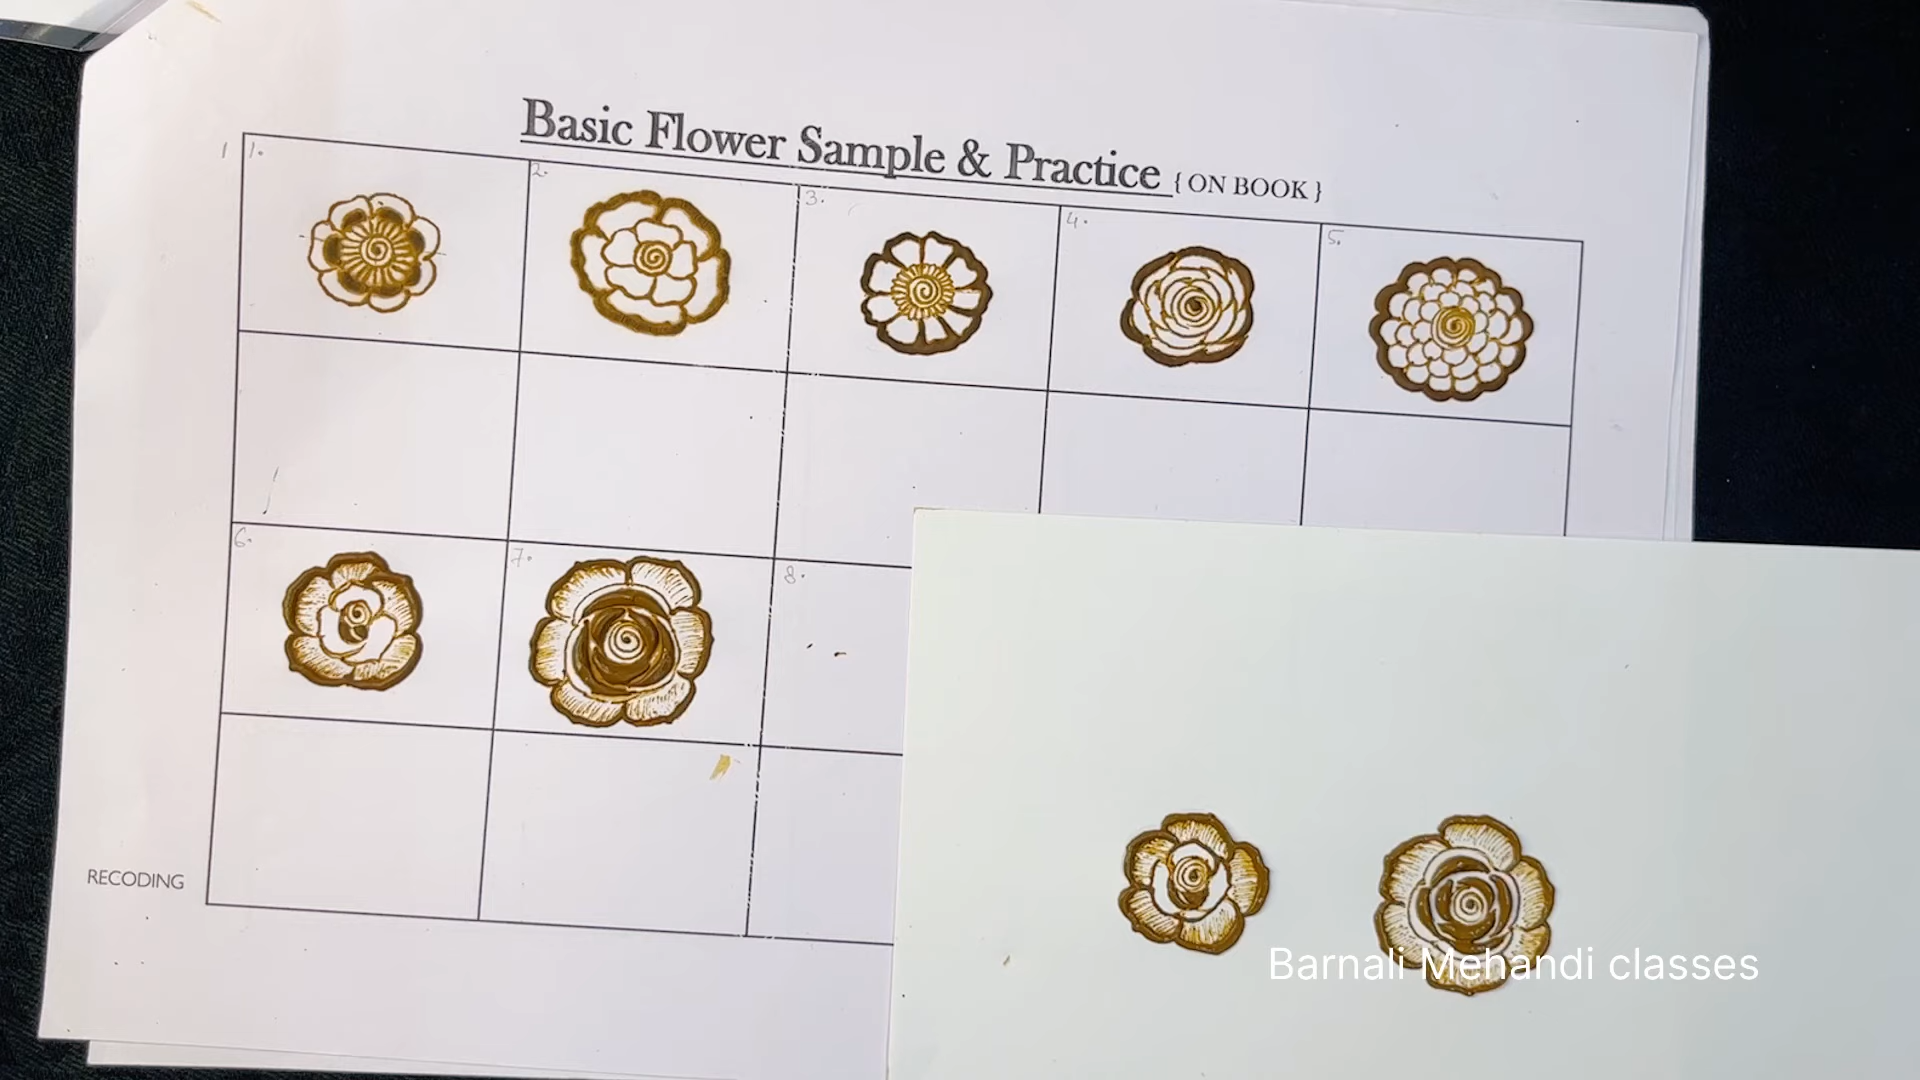 Basic Flower Sample & Practice { ON BOOK }
1 1. 2. 3. 4. 5.
6. 7. 8.
RECODING
Barnali Mehandi classes